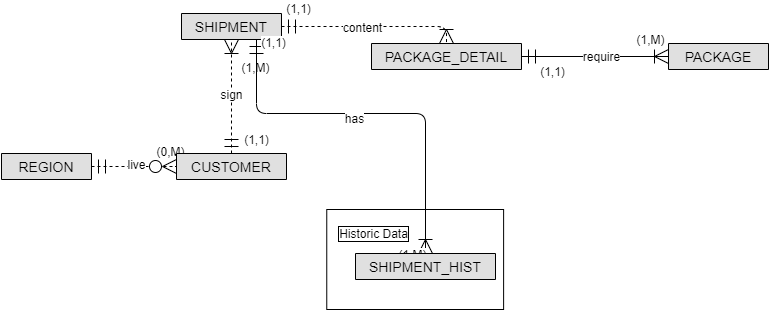 (1,1)
SHIPMENT
content
(1,1)
(1,M)
PACKAGE_DETAIL
require
PACKAGE
(1,M)
(1,1)
sign
has
(1,1)
(0,M)
REGION
live
CUSTOMER
Historic Data
(1,M)
SHIPMENT_HIST